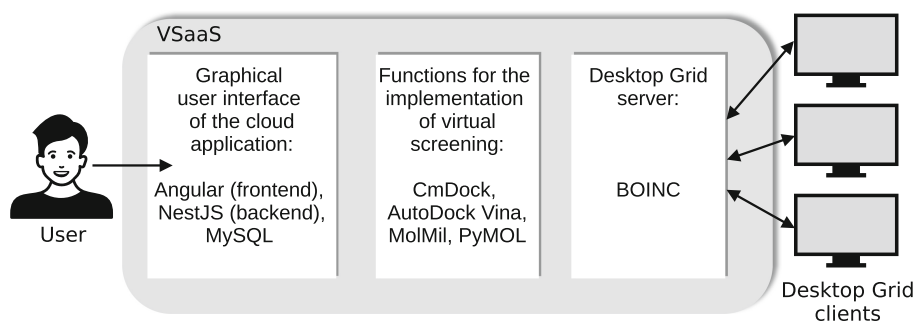 VSaaS
Graphical
user interface
of the cloud
application:
Angular (frontend),
NestJS (backend),
MySQL
Functions for the
implementation
of virtual
screening:
CmDock,
AutoDock Vina,
MolMil, PyMOL
Desktop Grid
server:
BOINC
User
Desktop Grid
clients